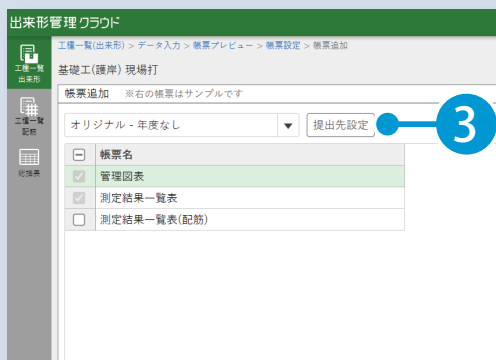 出来形管理クラウド
工種一覧(出来形) > データ入力 > 帳票プレビュー > 帳票設定 > 帳票追加
工種一覧
出来形
基礎工(護岸) 現場打
帳票追加 ※右の帳票はサンプルです
工種一覧
配筋
オリジナル - 年度なし 提出先設定 3
総括表
帳票名
管理図表
測定結果一覧表
測定結果一覧表(配筋)